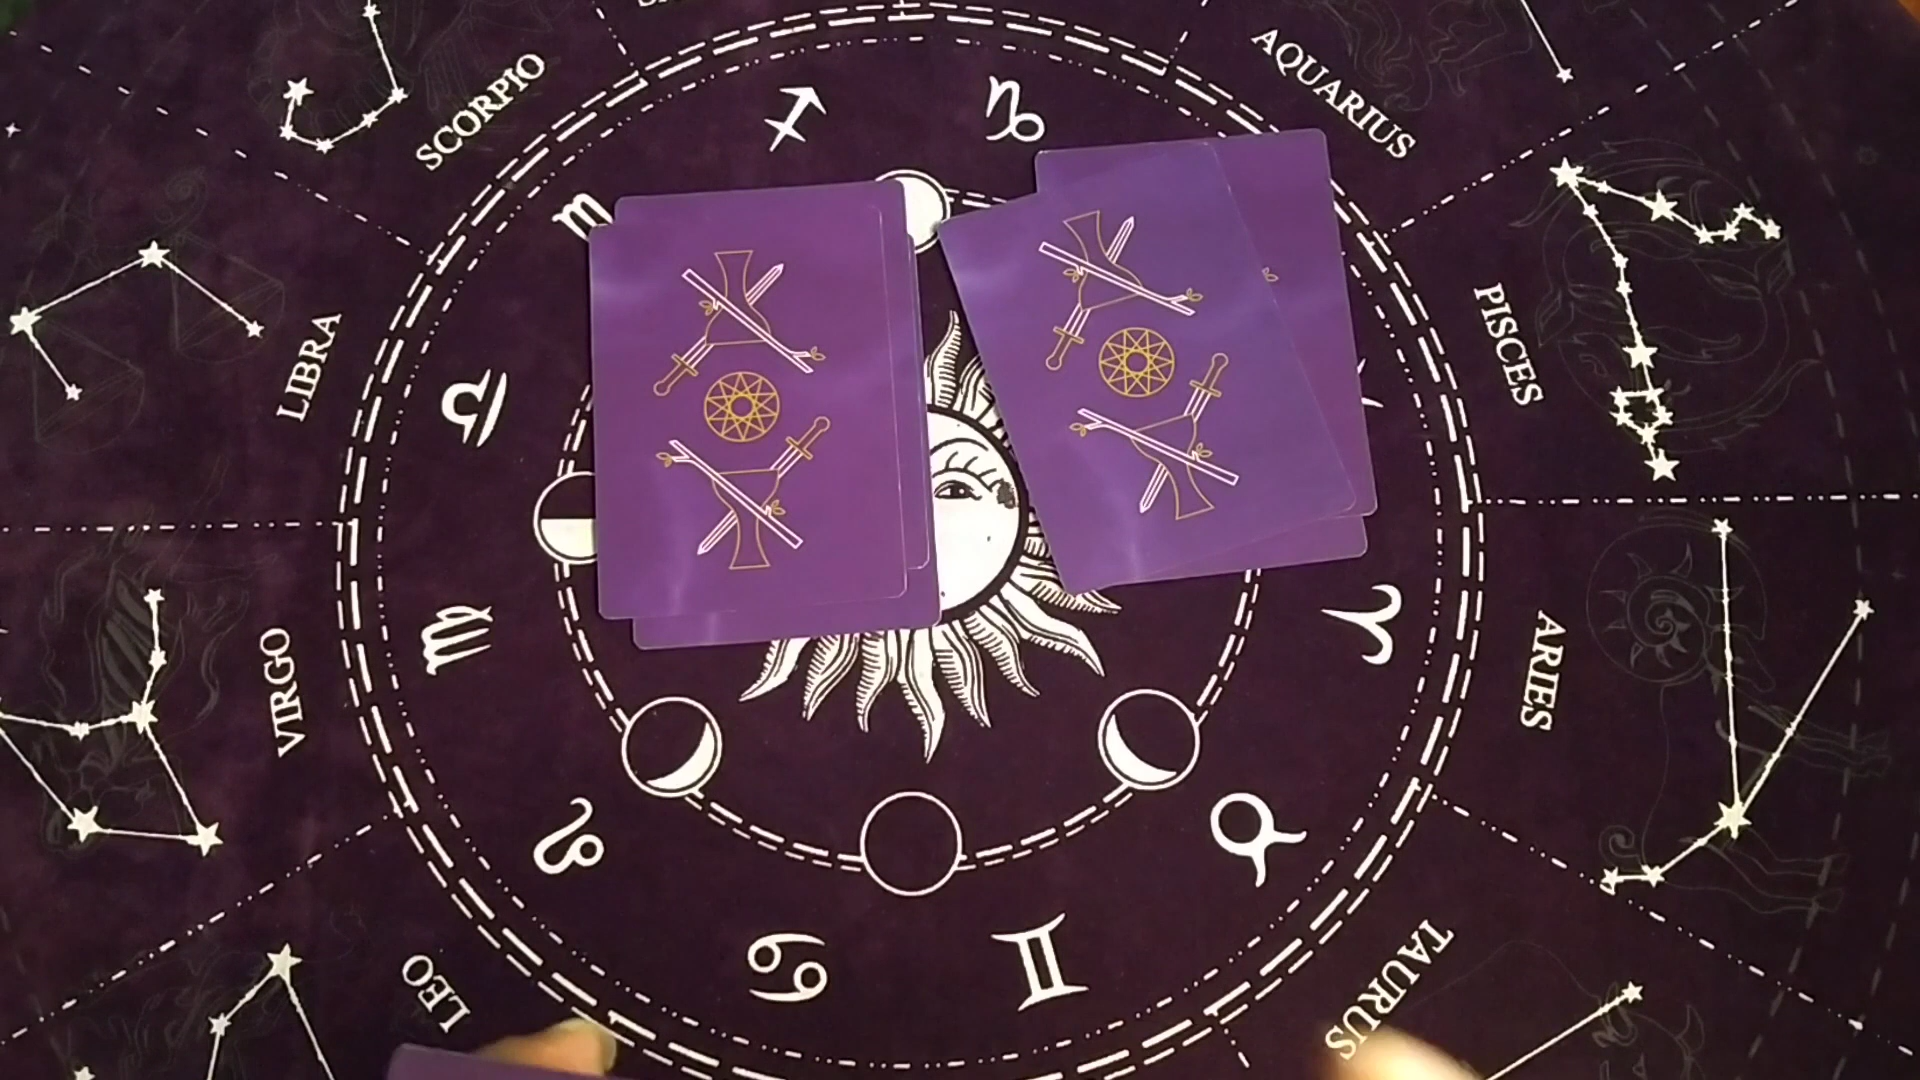 SCORPIO
AQUARIUS
LIBRA
PISCES
VIRGO
ARIES
LEO
TAURUS